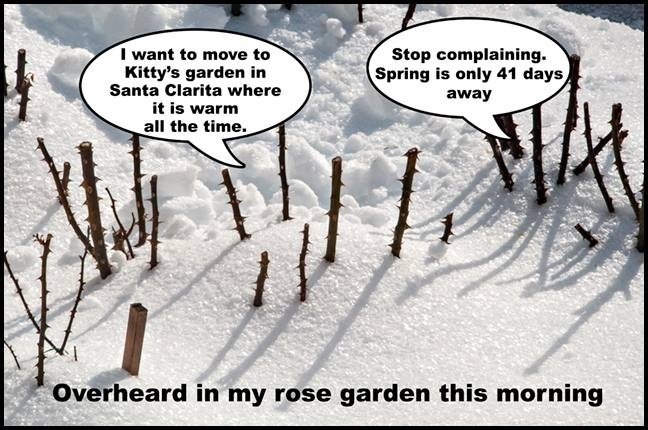 I want to move to
Kitty's garden in
Santa Clarita where
it is warm
all the time.
Stop complaining.
Spring is only 41 days
away
Overheard in my rose garden this morning